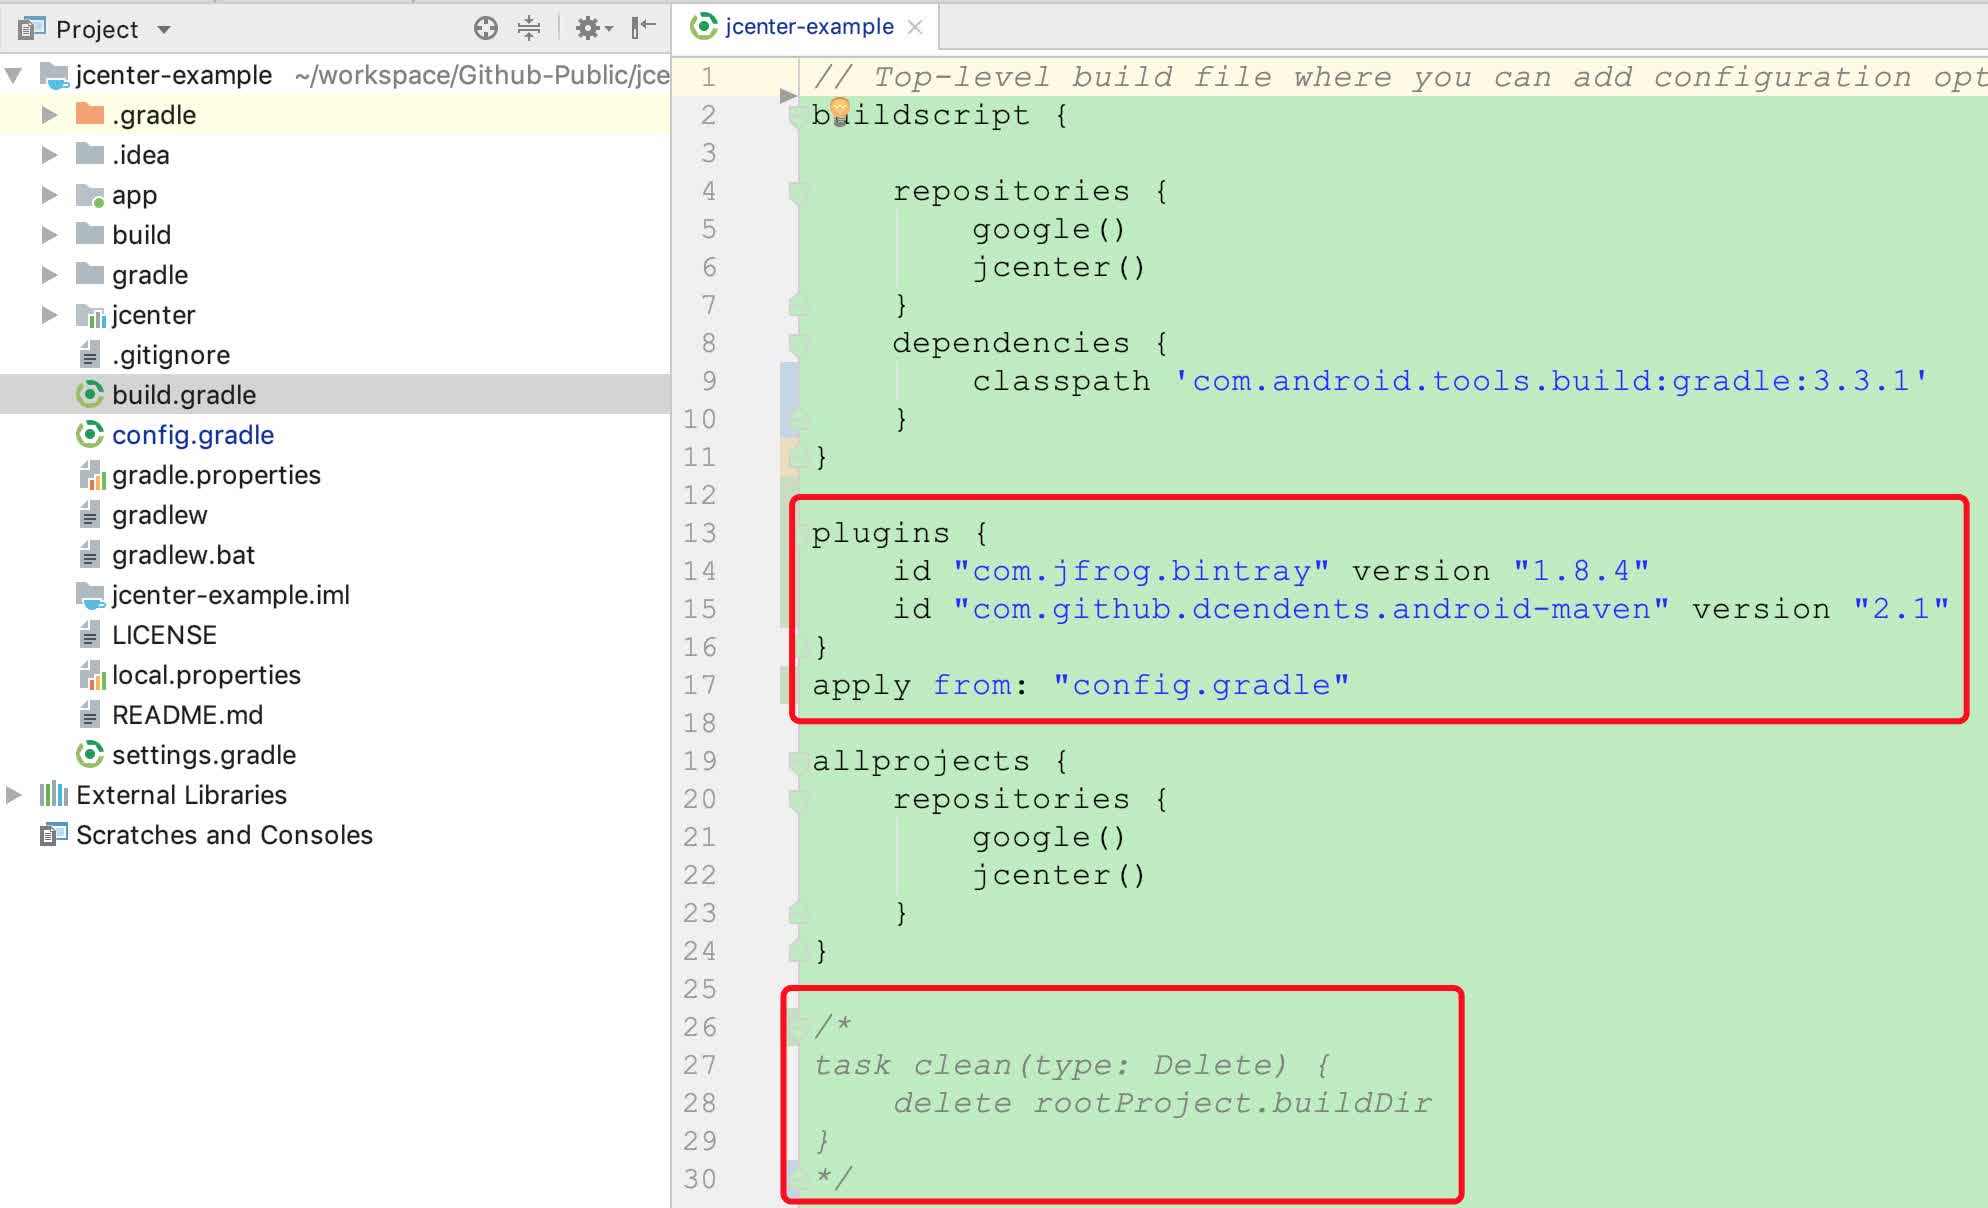 Project
jcenter-example ~/workspace/Github-Public/jce
.gradle
.idea
app
build
gradle
jcenter
.gitignore
build.gradle
config.gradle
gradle.properties
gradlew
gradlew.bat
jcenter-example.iml
LICENSE
local.properties
README.md
settings.gradle
External Libraries
Scratches and Consoles
jcenter-example
1 // Top-level build file where you can add configuration opt
2 buildscript {
3
4 repositories {
5 google()
6 jcenter()
7 }
8 dependencies {
9 classpath 'com.android.tools.build:gradle:3.3.1'
10 }
11 }
12
13 plugins {
14 id "com.jfrog.bintray" version "1.8.4"
15 id "com.github.dcendents.android-maven" version "2.1"
16 }
17 apply from: "config.gradle"
18
19 allprojects {
20 repositories {
21 google()
22 jcenter()
23 }
24 }
25
26 /*
27 task clean(type: Delete) {
28 delete rootProject.buildDir
29 }
30 */